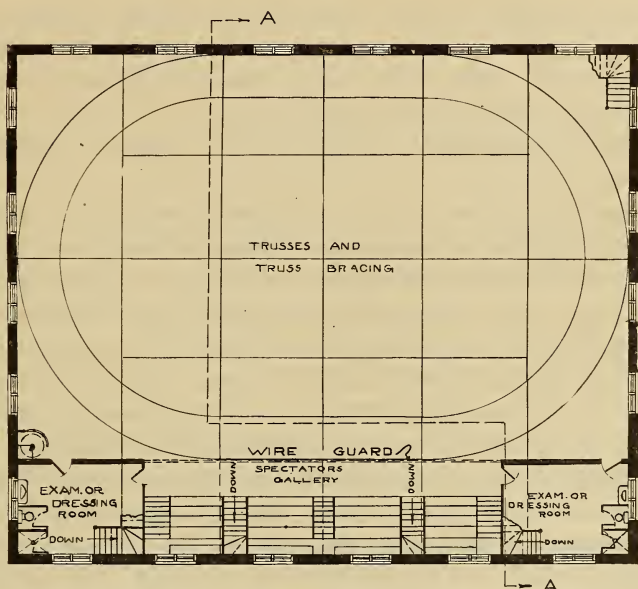 A
TRUSSES AND
TRUSS BRACING
WIRE GUARD
SPECTATORS
GALLERY
DOWN
DOWN
EXAM. OR
DRESSING
ROOM
DOWN
EXAM. OR
DRESSING
ROOM
DOWN
A